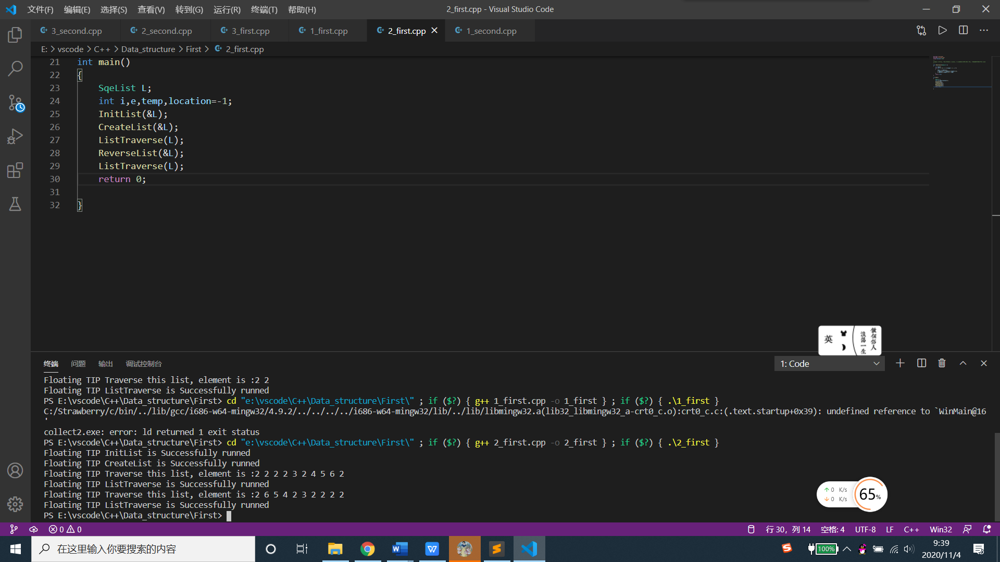 文件(F) 编辑(E) 选择(S) 查看(V) 转到(G) 运行(R) 终端(T) 帮助(H) 2_first.cpp - Visual Studio Code
3_second.cpp 2_second.cpp 3_first.cpp 1_first.cpp 2_first.cpp 1_second.cpp
E: > vscode > C++ > Data_structure > First > 2_first.cpp
21 int main()
22 {
23 SqeList L;
24 int i,e,temp,location=-1;
25 InitList(&L);
26 CreateList(&L);
27 ListTraverse(L);
28 ReverseList(&L);
29 ListTraverse(L);
30 return 0;
31
32 }
英 做个俗人 浪荡一生
终端 问题 输出 调试控制台 1: Code
Floating TIP Traverse this list, element is :2 2
Floating TIP ListTraverse is Successfully runned
PS E:\vscode\C++\Data_structure\First> cd "e:\vscode\C++\Data_structure\First\" ; if ($?) { g++ 1_first.cpp -o 1_first } ; if ($?) { .\1_first }
C:/Strawberry/c/bin/../lib/gcc/i686-w64-mingw32/4.9.2/../../../../i686-w64-mingw32/lib/../lib/libmingw32.a(lib32_libmingw32_a-crt0_c.o):crt0_c.c:(.text.startup+0x39): undefined reference to `WinMain@16
'
collect2.exe: error: ld returned 1 exit status
PS E:\vscode\C++\Data_structure\First> cd "e:\vscode\C++\Data_structure\First\" ; if ($?) { g++ 2_first.cpp -o 2_first } ; if ($?) { .\2_first }
Floating TIP InitList is Successfully runned
Floating TIP CreateList is Successfully runned
Floating TIP Traverse this list, element is :2 2 2 2 3 2 4 5 6 2
Floating TIP ListTraverse is Successfully runned
Floating TIP Traverse this list, element is :2 6 5 4 2 3 2 2 2 2
Floating TIP ListTraverse is Successfully runned
PS E:\vscode\C++\Data_structure\First>
↑ 0 K/s
↓ 0 K/s
65%
0 0 行 30，列 14 空格: 4 UTF-8 LF C++ Win32
在这里输入你要搜索的内容
100%
9:39
2020/11/4